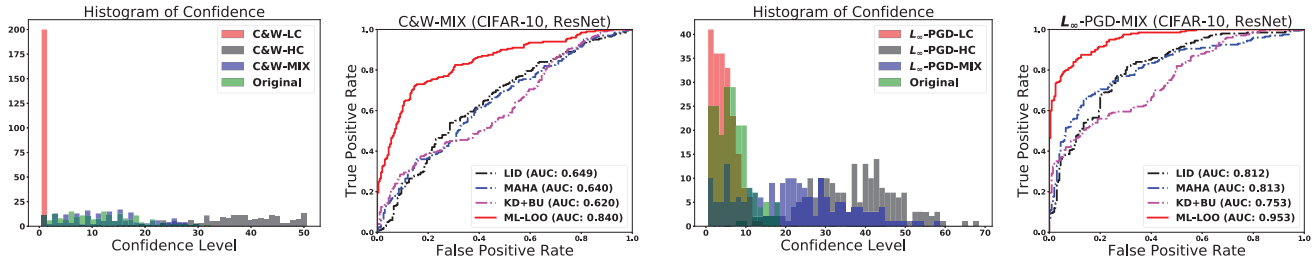 Histogram of Confidence
C&W-LC
C&W-HC
C&W-MIX
Original
200
175
150
125
100
75
50
25
0
0 10 20 30 40 50
Confidence Level
C&W-MIX (CIFAR-10, ResNet)
True Positive Rate
1.0
0.8
0.6
0.4
0.2
0.0
0.0 0.2 0.4 0.6 0.8 1.0
False Positive Rate
LID (AUC: 0.649)
MAHA (AUC: 0.640)
KD+BU (AUC: 0.620)
ML-LOO (AUC: 0.840)
Histogram of Confidence
L∞-PGD-LC
L∞-PGD-HC
L∞-PGD-MIX
Original
40
35
30
25
20
15
10
5
0
0 10 20 30 40 50 60 70
Confidence Level
L∞-PGD-MIX (CIFAR-10, ResNet)
True Positive Rate
1.0
0.8
0.6
0.4
0.2
0.0
0.0 0.2 0.4 0.6 0.8 1.0
False Positive Rate
LID (AUC: 0.812)
MAHA (AUC: 0.813)
KD+BU (AUC: 0.753)
ML-LOO (AUC: 0.953)